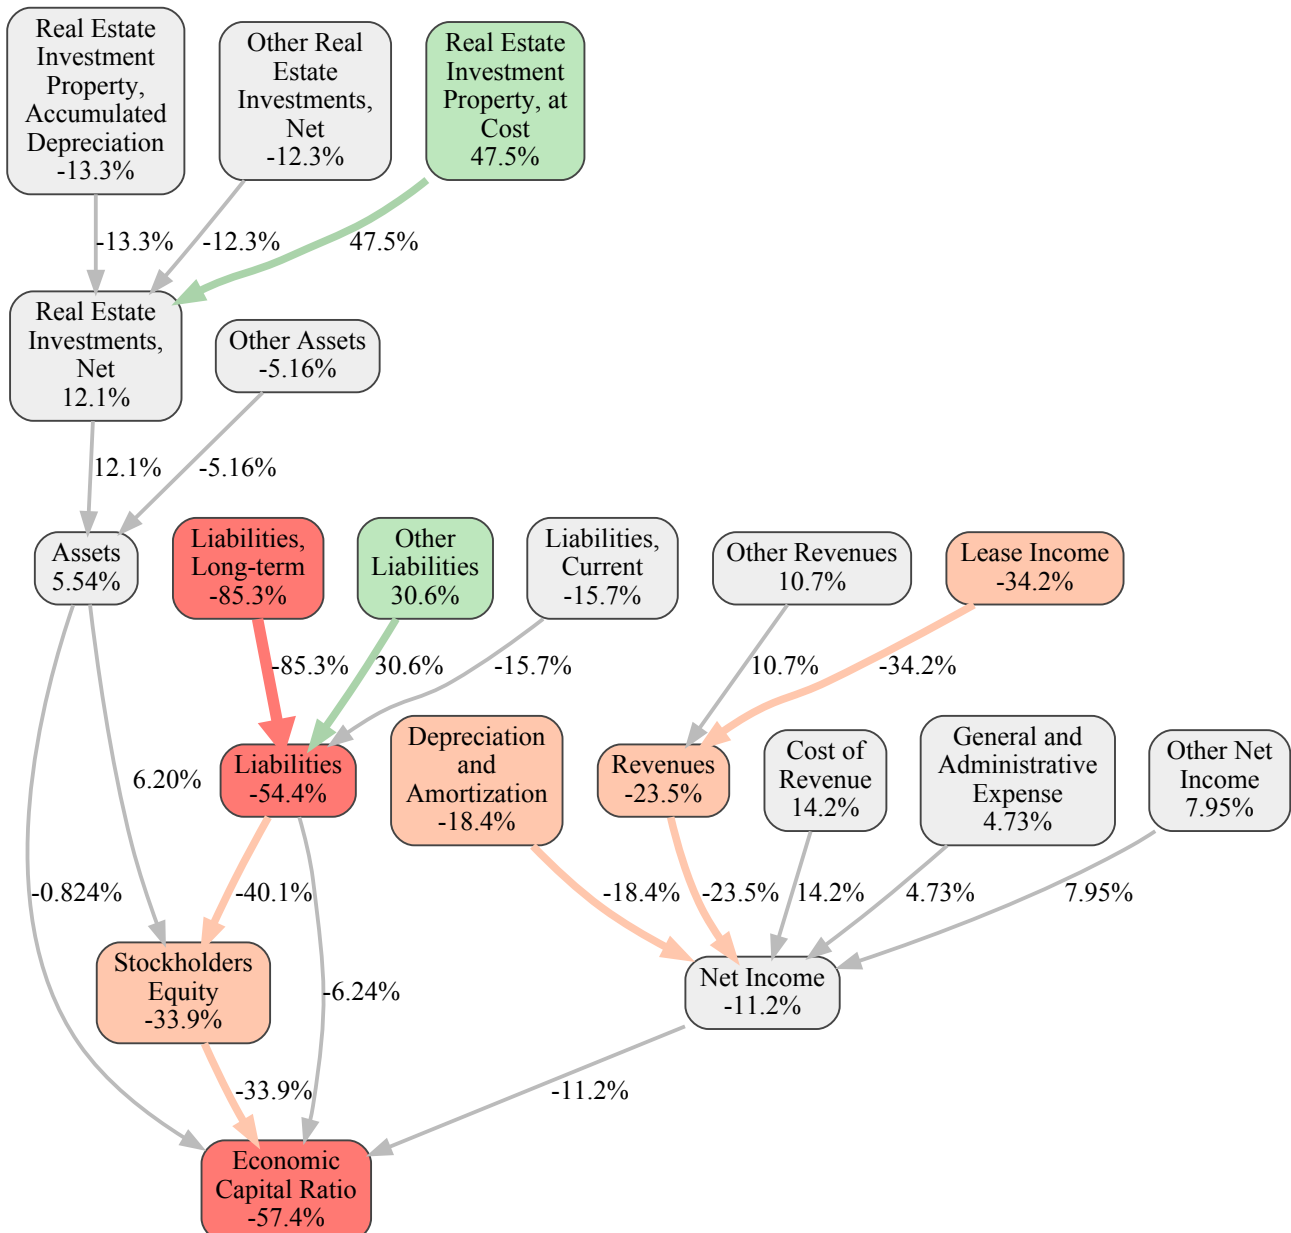 Real Estate
Investment
Property,
Accumulated
Depreciation
-13.3%
Other Real
Estate
Investments,
Net
-12.3%
Real Estate
Investment
Property, at
Cost
47.5%
-13.3%
-12.3%
47.5%
Real Estate
Investments,
Net
12.1%
Other Assets
-5.16%
12.1%
-5.16%
Assets
5.54%
Liabilities,
Long-term
-85.3%
Other
Liabilities
30.6%
Liabilities,
Current
-15.7%
Other Revenues
10.7%
Lease Income
-34.2%
-85.3%
30.6%
-15.7%
10.7%
-34.2%
6.20%
Liabilities
-54.4%
Depreciation
and
Amortization
-18.4%
Revenues
-23.5%
Cost of
Revenue
14.2%
General and
Administrative
Expense
4.73%
Other Net
Income
7.95%
-0.824%
-40.1%
-18.4%
-23.5%
14.2%
4.73%
7.95%
Stockholders
Equity
-33.9%
-6.24%
Net Income
-11.2%
-33.9%
-11.2%
Economic
Capital Ratio
-57.4%